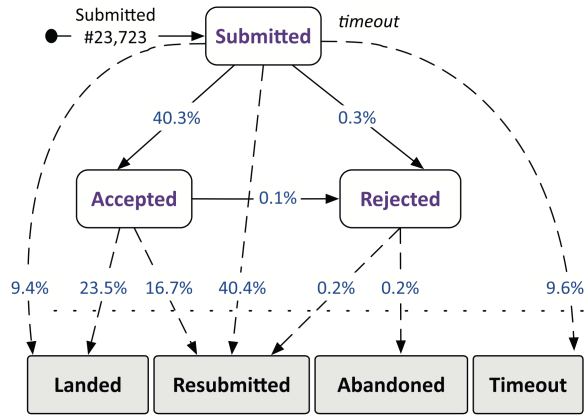 Submitted
#23,723
Submitted
timeout
40.3%
0.3%
Accepted
0.1%
Rejected
9.4%
23.5%
16.7%
40.4%
0.2%
0.2%
9.6%
Landed
Resubmitted
Abandoned
Timeout